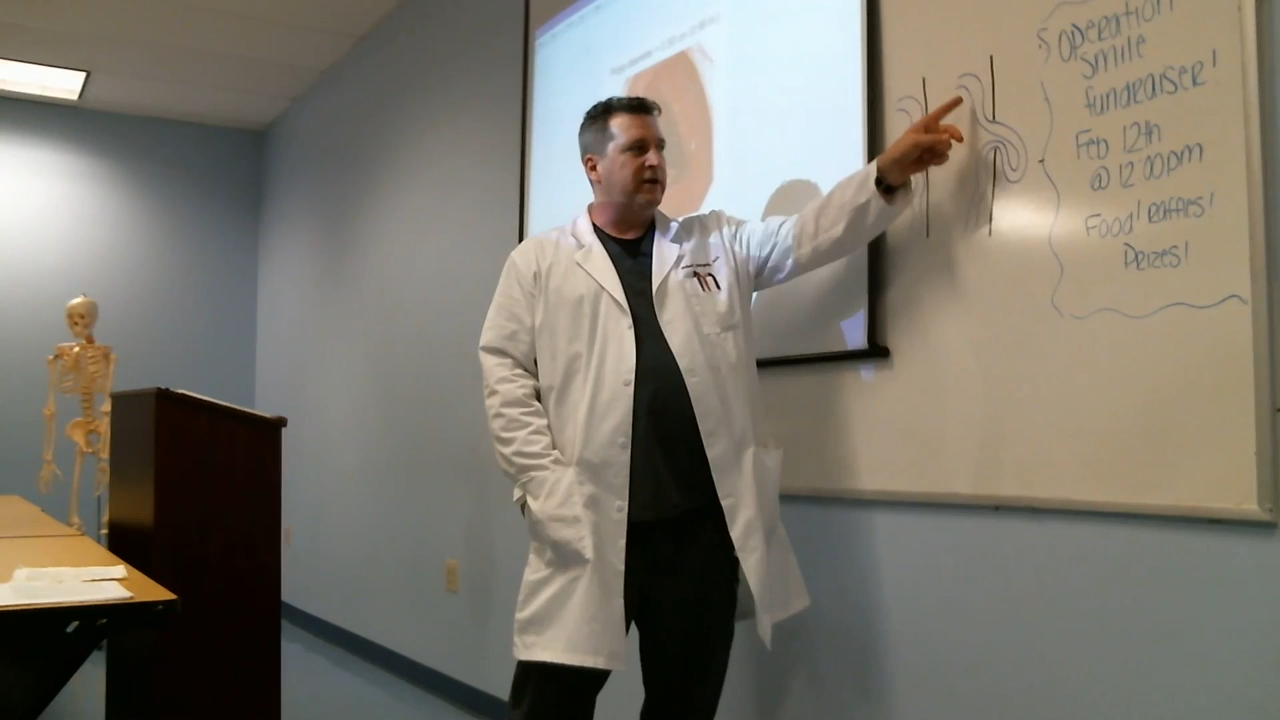 Operation
Smile
fundraiser!
Feb 12th
@ 12:00pm
Food! Raffles!
Prizes!